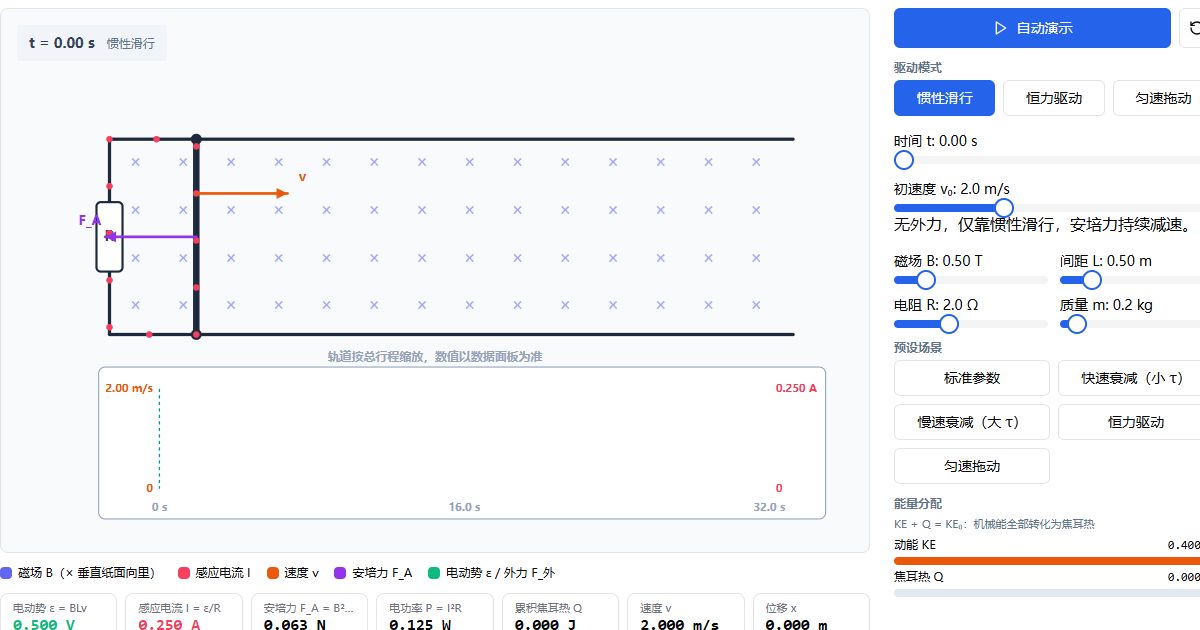 t = 0.00 s 惯性滑行
自动演示
驱动模式
惯性滑行 恒力驱动 匀速拖动
时间 t: 0.00 s
初速度 v₀: 2.0 m/s
无外力，仅靠惯性滑行，安培力持续减速。
磁场 B: 0.50 T 间距 L: 0.50 m
电阻 R: 2.0 Ω 质量 m: 0.2 kg
预设场景
标准参数 快速衰减（小 τ）
慢速衰减（大 τ） 恒力驱动
匀速拖动
能量分配
KE + Q = KE₀：机械能全部转化为焦耳热
动能 KE 0.400
焦耳热 Q 0.000
v
F_A
轨道按总行程缩放，数值以数据面板为准
2.00 m/s 0.250 A
0 0
0 s 16.0 s 32.0 s
磁场 B（× 垂直纸面向里） 感应电流 I 速度 v 安培力 F_A 电动势 ε / 外力 F_外
电动势 ε = BLv 感应电流 I = ε/R 安培力 F_A = B²... 电功率 P = I²R 累积焦耳热 Q 速度 v 位移 x
0.500 V 0.250 A 0.063 N 0.125 W 0.000 J 2.000 m/s 0.000 m